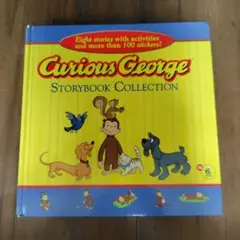 Eight stories with activities
and more than 100 stickers!
Curious George
STORYBOOK COLLECTION